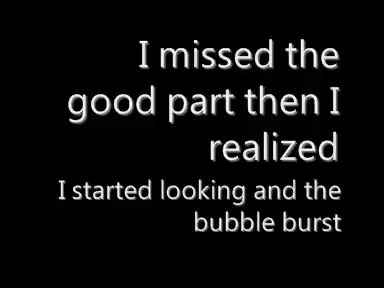 I missed the
good part then I
realized
I started looking and the
bubble burst